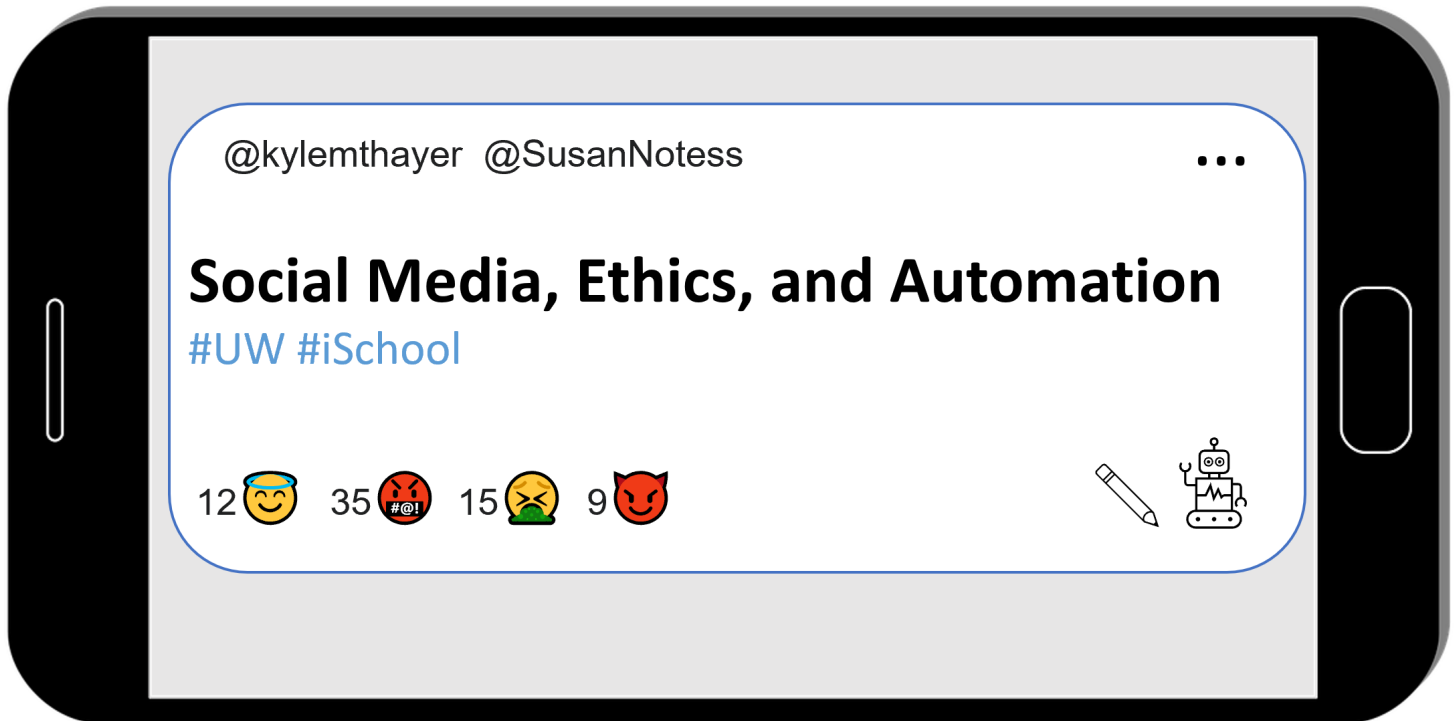 @kylemthayer @SusanNotess ...
Social Media, Ethics, and Automation
#UW #iSchool
12 35 #@! 15 9